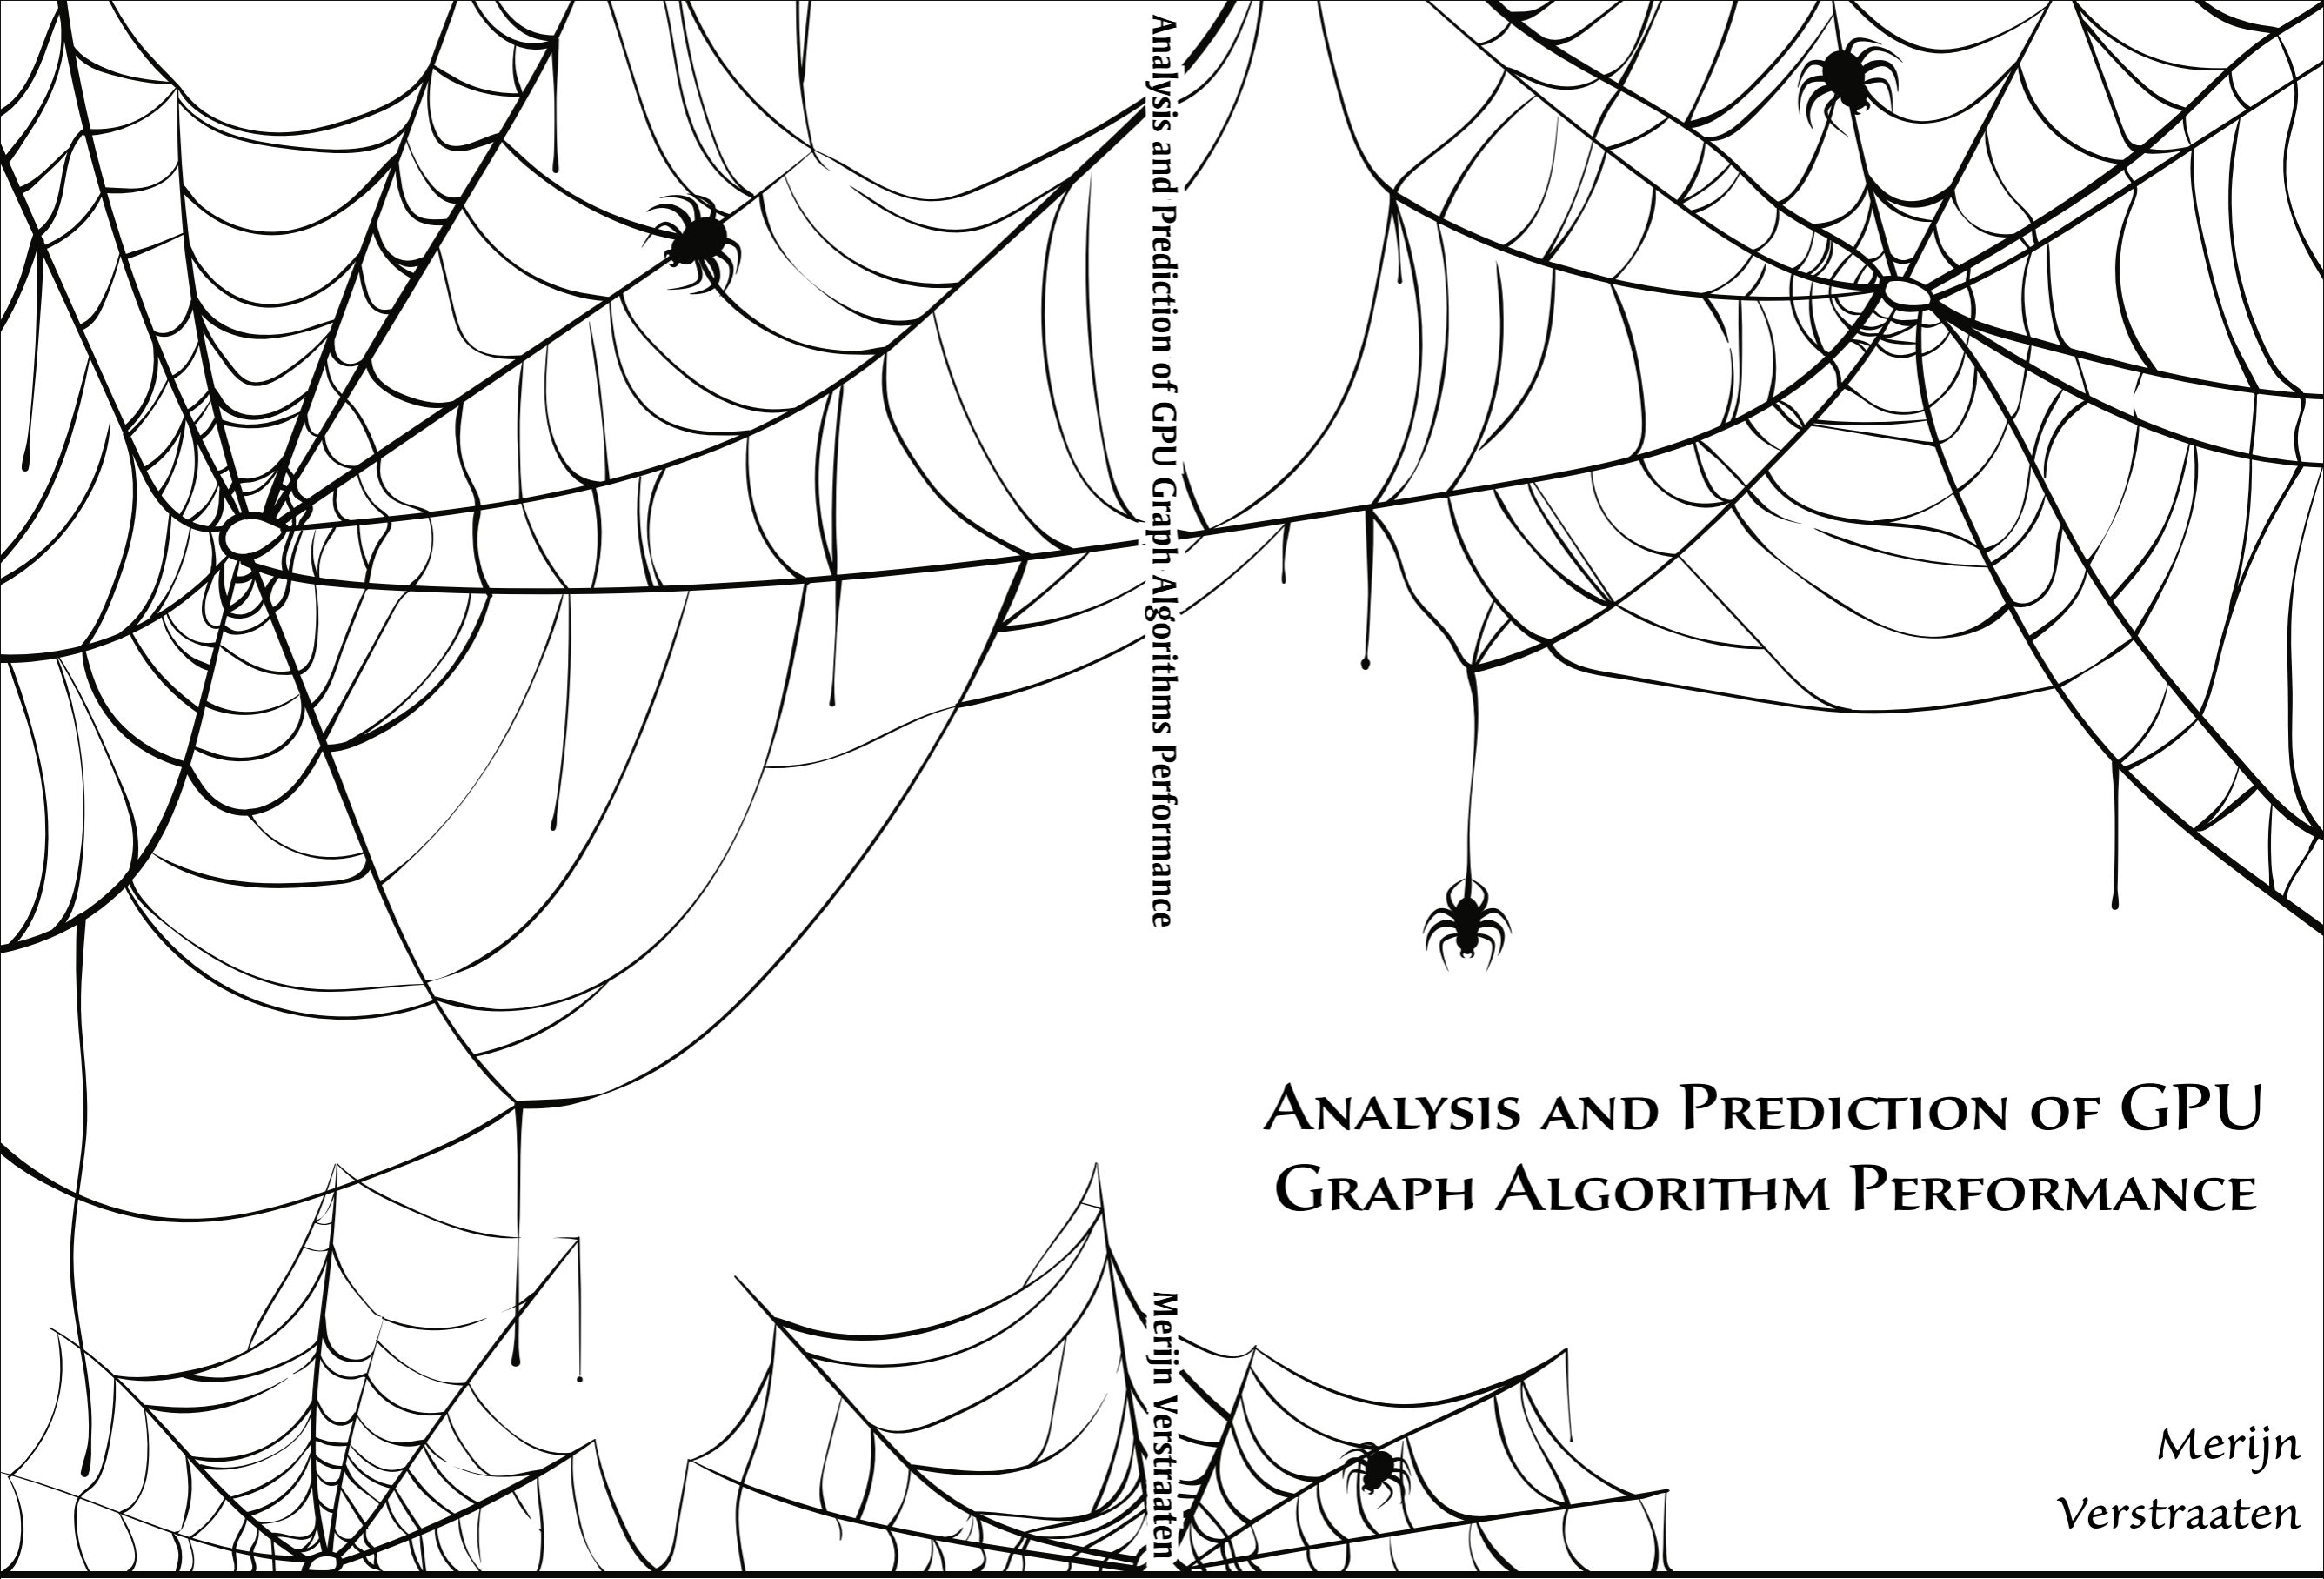 Analysis and Prediction of GPU Graph Algorithms Performance
Merijn Verstraaten
Analysis and Prediction of GPU
Graph Algorithm Performance
Merijn
Verstraaten